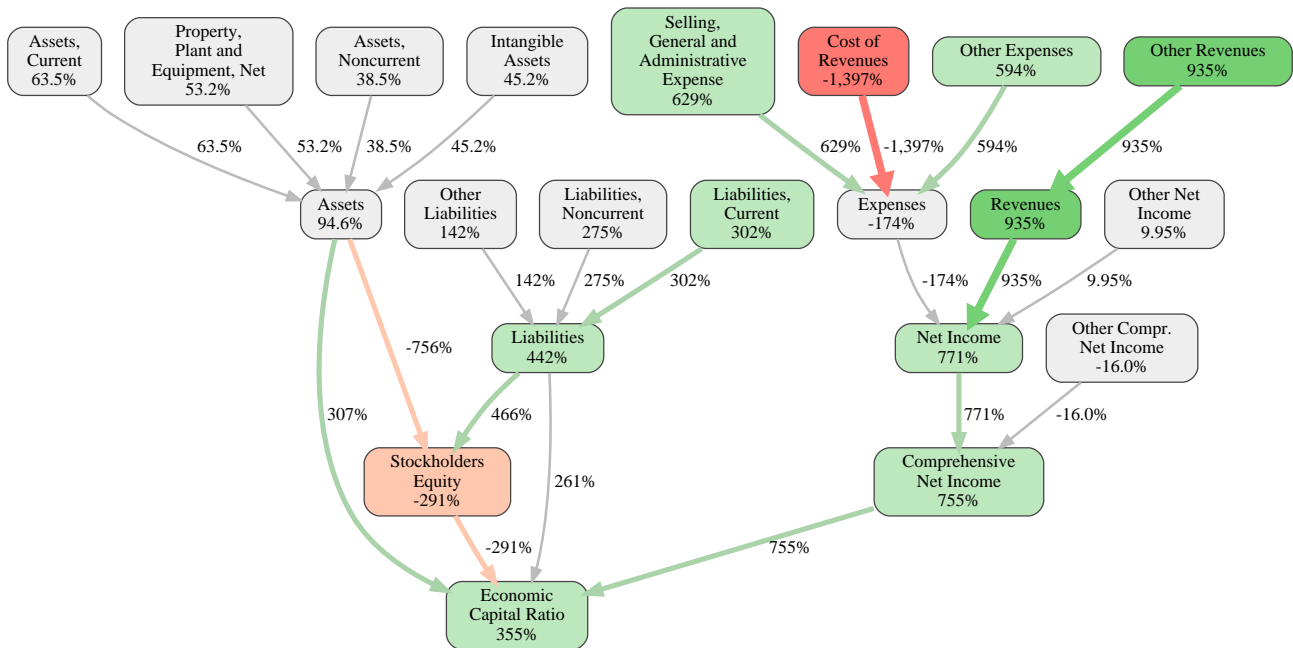 Assets,
Current
63.5%
Property,
Plant and
Equipment, Net
53.2%
Assets,
Noncurrent
38.5%
Intangible
Assets
45.2%
Selling,
General and
Administrative
Expense
629%
Cost of
Revenues
-1,397%
Other Expenses
594%
Other Revenues
935%
63.5%
53.2%
38.5%
45.2%
629%
-1,397%
594%
935%
Assets
94.6%
Other
Liabilities
142%
Liabilities,
Noncurrent
275%
Liabilities,
Current
302%
Expenses
-174%
Revenues
935%
Other Net
Income
9.95%
142%
275%
302%
-174%
935%
9.95%
-756%
Liabilities
442%
Net Income
771%
Other Compr.
Net Income
-16.0%
307%
466%
771%
-16.0%
Stockholders
Equity
-291%
261%
Comprehensive
Net Income
755%
-291%
755%
Economic
Capital Ratio
355%